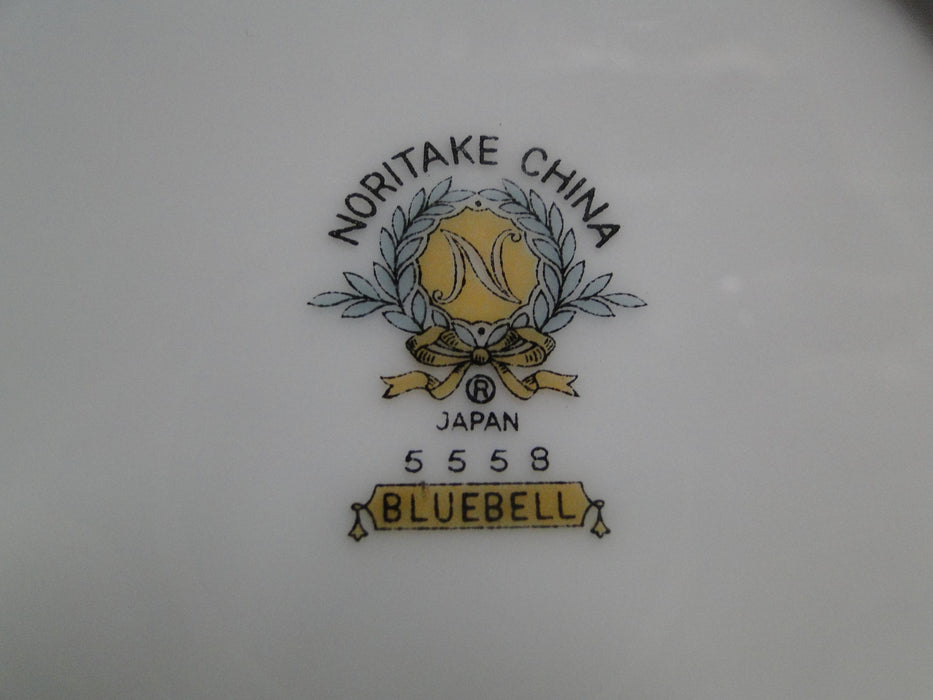 NORITAKE CHINA
N
®
JAPAN
5558
BLUEBELL